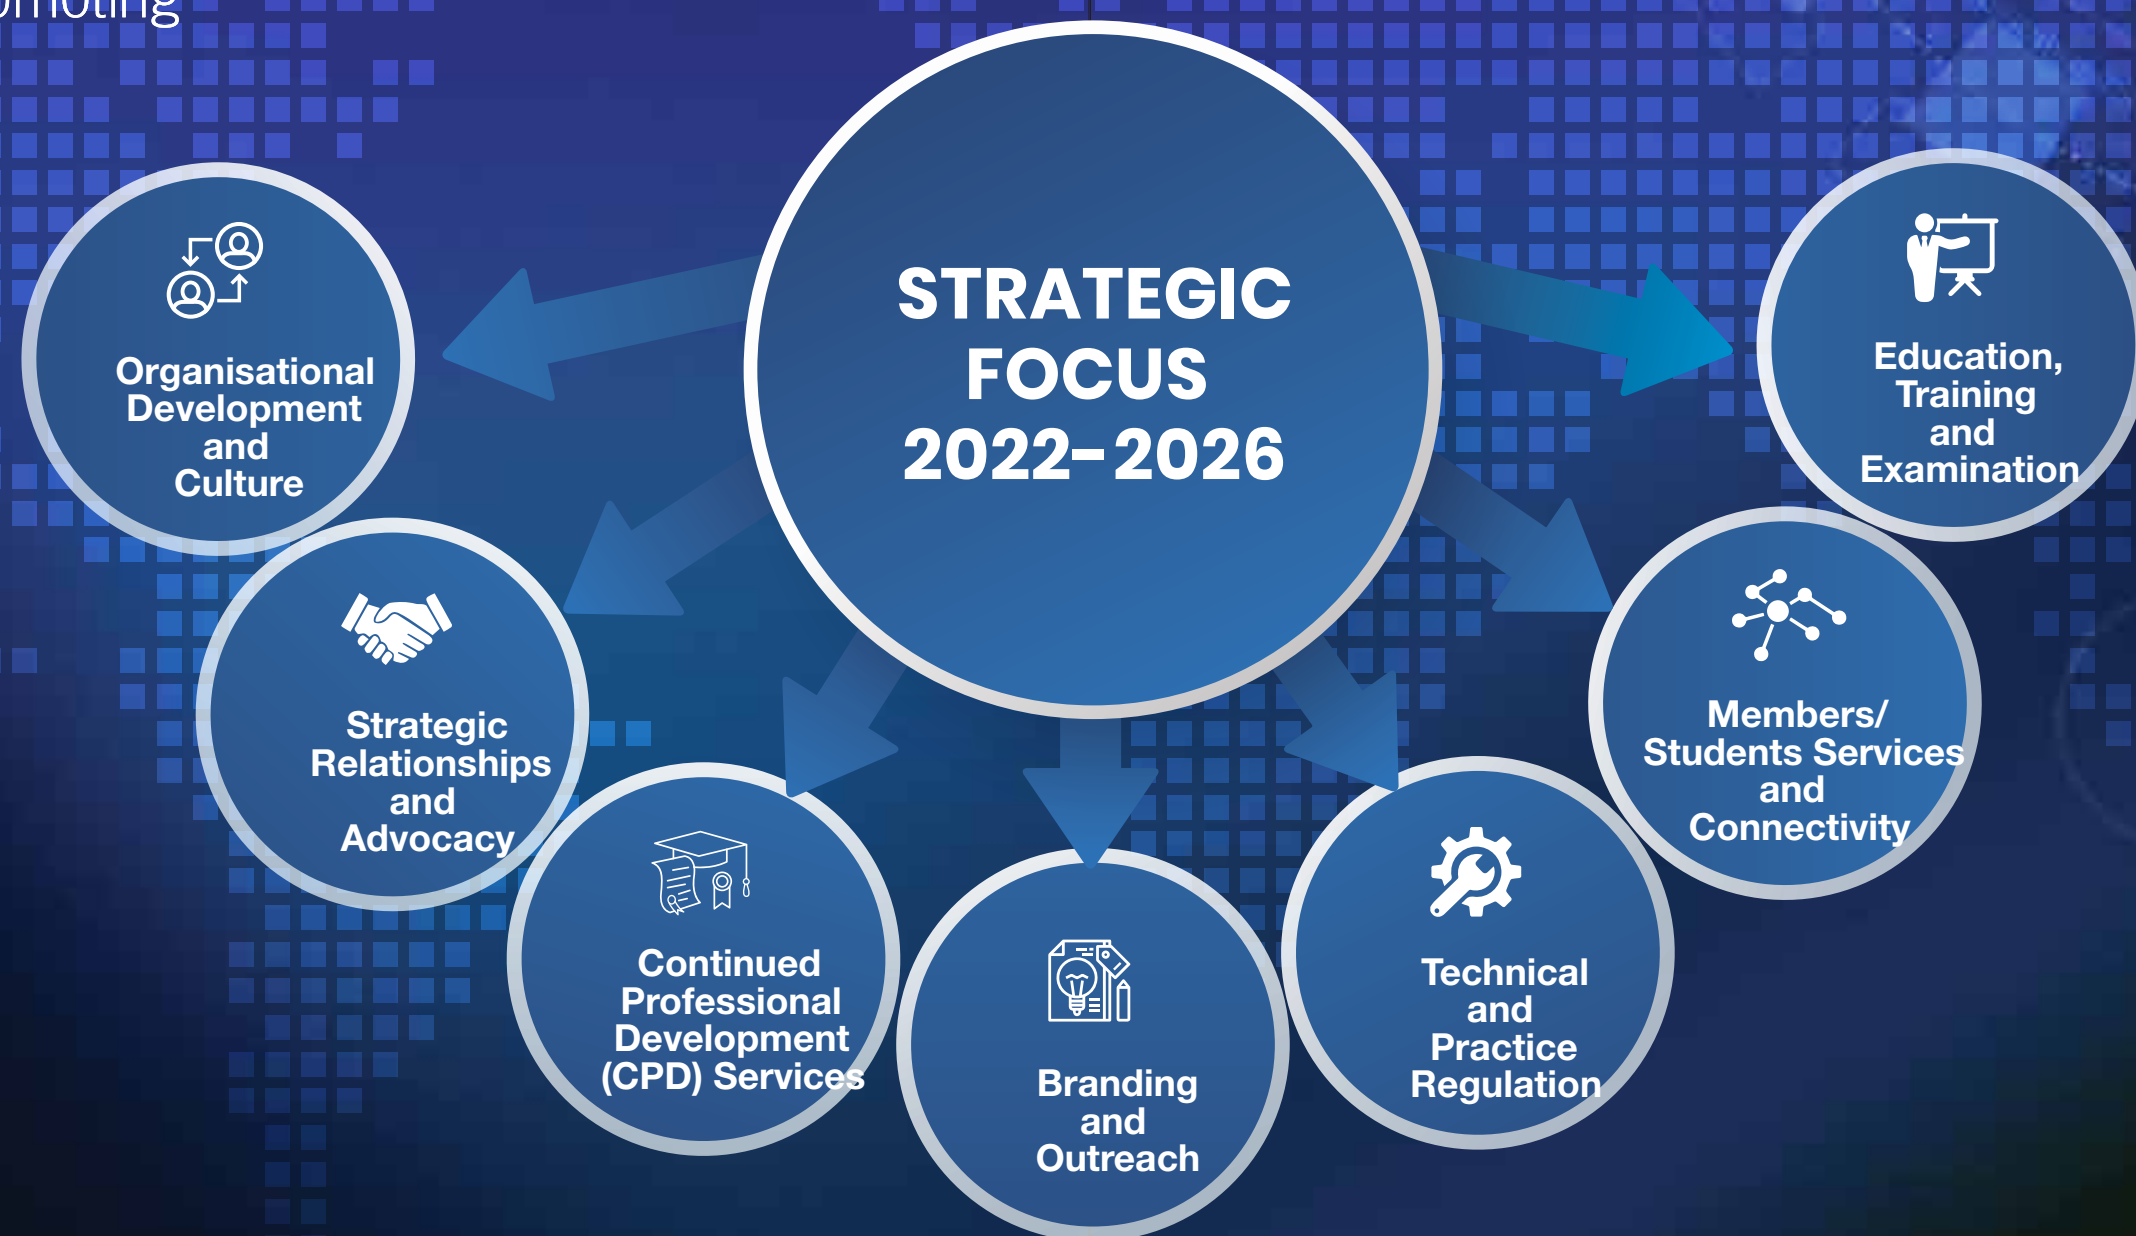 STRATEGIC
FOCUS
2022-2026
Organisational
Development
and
Culture
Strategic
Relationships
and
Advocacy
Continued
Professional
Development
(CPD) Services
Branding
and
Outreach
Technical
and
Practice
Regulation
Members/
Students Services
and
Connectivity
Education,
Training
and
Examination